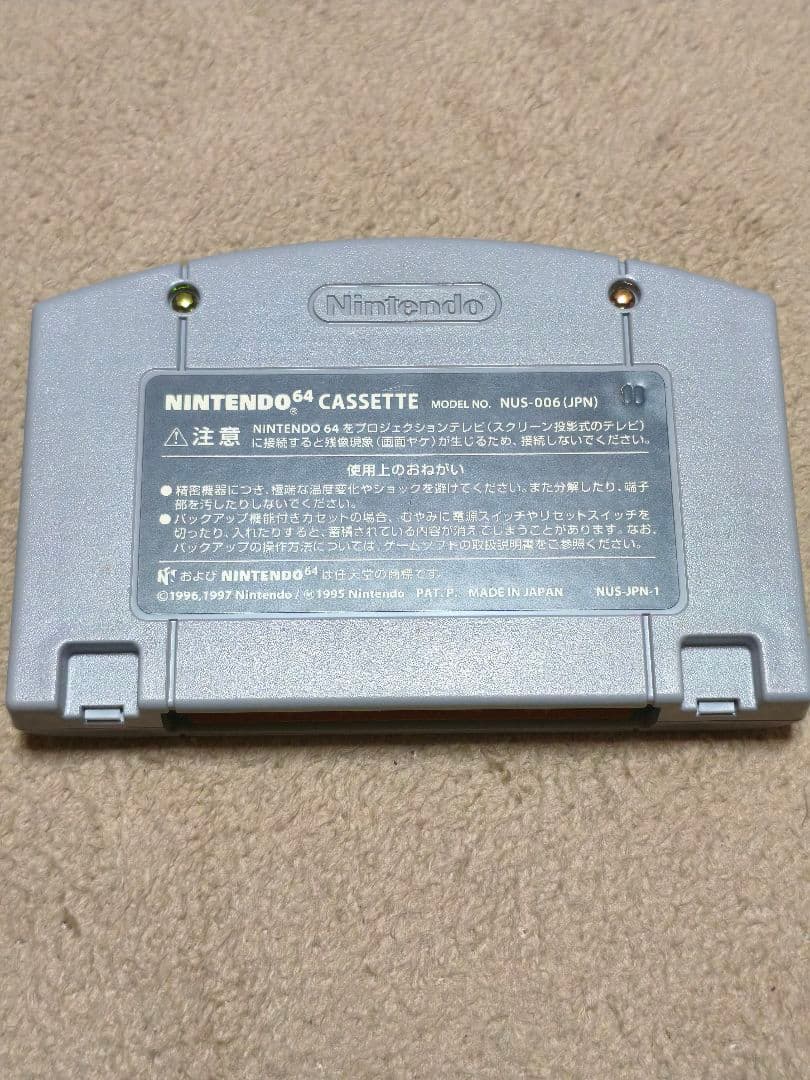 Nintendo
NINTENDO64 CASSETTE MODEL NO. NUS-006(JPN) 00
®
⚠注意 NINTENDO 64をプロジェクションテレビ(スクリーン投影式のテレビ)
に接続すると残像現象(画面ヤケ)が生じるため、接続しないでください。
使用上のおねがい
●精密機器につき、極端な温度変化やショックを避けてください。また分解したり、端子
部を汚したりしないでください。
●バックアップ機能付きカセットの場合、むやみに電源スイッチやリセットスイッチを
切ったり、入れたりすると、蓄積されている内容が消えてしまうことがあります。なお、
バックアップの操作方法については、ゲームソフトの取扱説明書をご参照ください。
および NINTENDO64 は任天堂の商標です。
©1996,1997 Nintendo / Ⓜ1995 Nintendo PAT. P. MADE IN JAPAN NUS-JPN-1